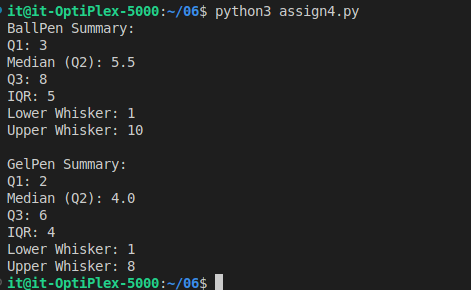 it@it-OptiPlex-5000:~/06$ python3 assign4.py
BallPen Summary:
Q1: 3
Median (Q2): 5.5
Q3: 8
IQR: 5
Lower Whisker: 1
Upper Whisker: 10
GelPen Summary:
Q1: 2
Median (Q2): 4.0
Q3: 6
IQR: 4
Lower Whisker: 1
Upper Whisker: 8
it@it-OptiPlex-5000:~/06$